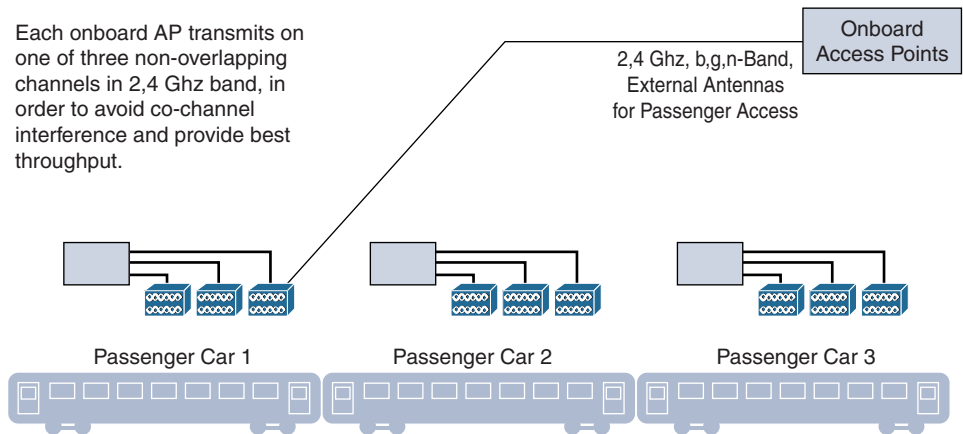 Each onboard AP transmits on
one of three non-overlapping
channels in 2,4 Ghz band, in
order to avoid co-channel
interference and provide best
throughput.
Onboard
Access Points
2,4 Ghz, b,g,n-Band,
External Antennas
for Passenger Access
Passenger Car 1
Passenger Car 2
Passenger Car 3